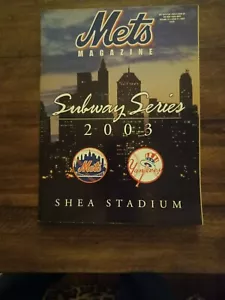 Mets
MAGAZINE
Subway Series
2003
Mets
Yankees
SHEA STADIUM